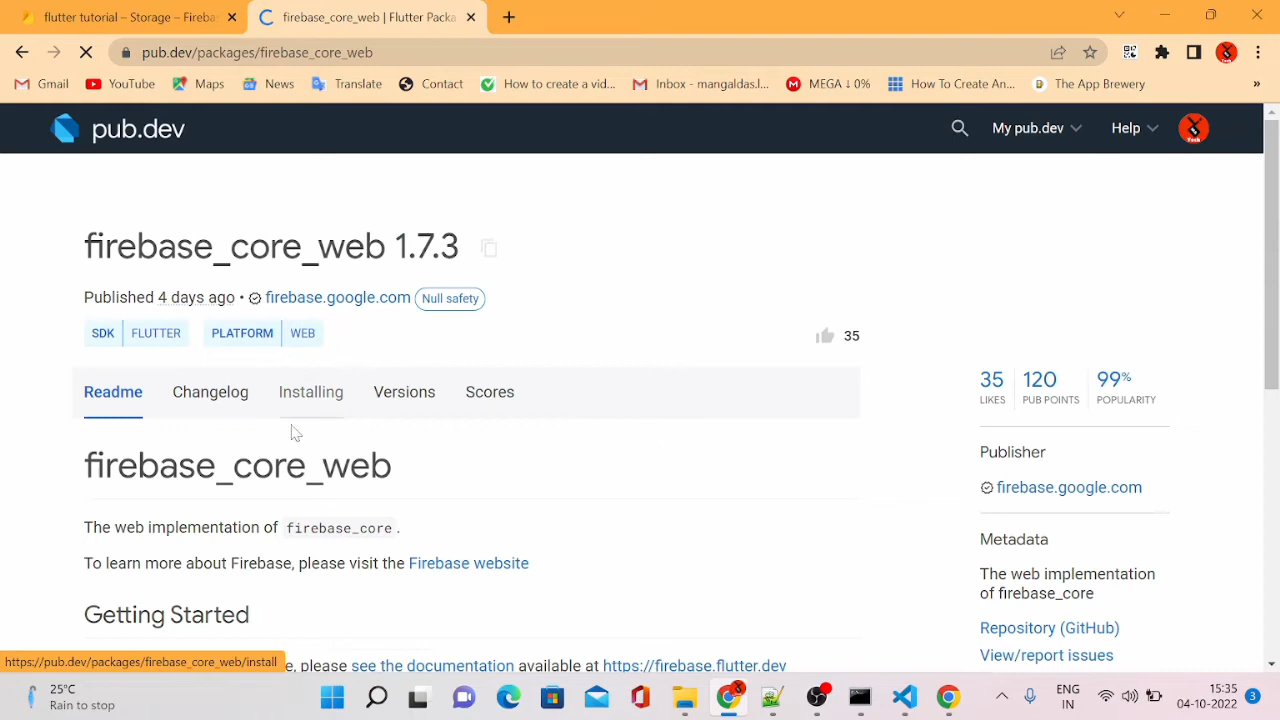 flutter tutorial – Storage – Fireba
firebase_core_web | Flutter Packa
pub.dev/packages/firebase_core_web
Gmail
YouTube
Maps
News
Translate
Contact
How to create a vid...
Inbox - mangaldas.l...
MEGA ↓0%
How To Create An...
The App Brewery
»
pub.dev
My pub.dev
Help
Tech
firebase_core_web 1.7.3
Published 4 days ago • firebase.google.com Null safety
SDK FLUTTER PLATFORM WEB
35
Readme Changelog Installing Versions Scores
firebase_core_web
The web implementation of firebase_core.
To learn more about Firebase, please visit the Firebase website
Getting Started
e, please see the documentation available at https://firebase.flutter.dev
35 LIKES
120 PUB POINTS
99% POPULARITY
Publisher
firebase.google.com
Metadata
The web implementation
of firebase_core
Repository (GitHub)
View/report issues
https://pub.dev/packages/firebase_core_web/install
25°C
Rain to stop
ENG
IN
15:35
04-10-2022
3